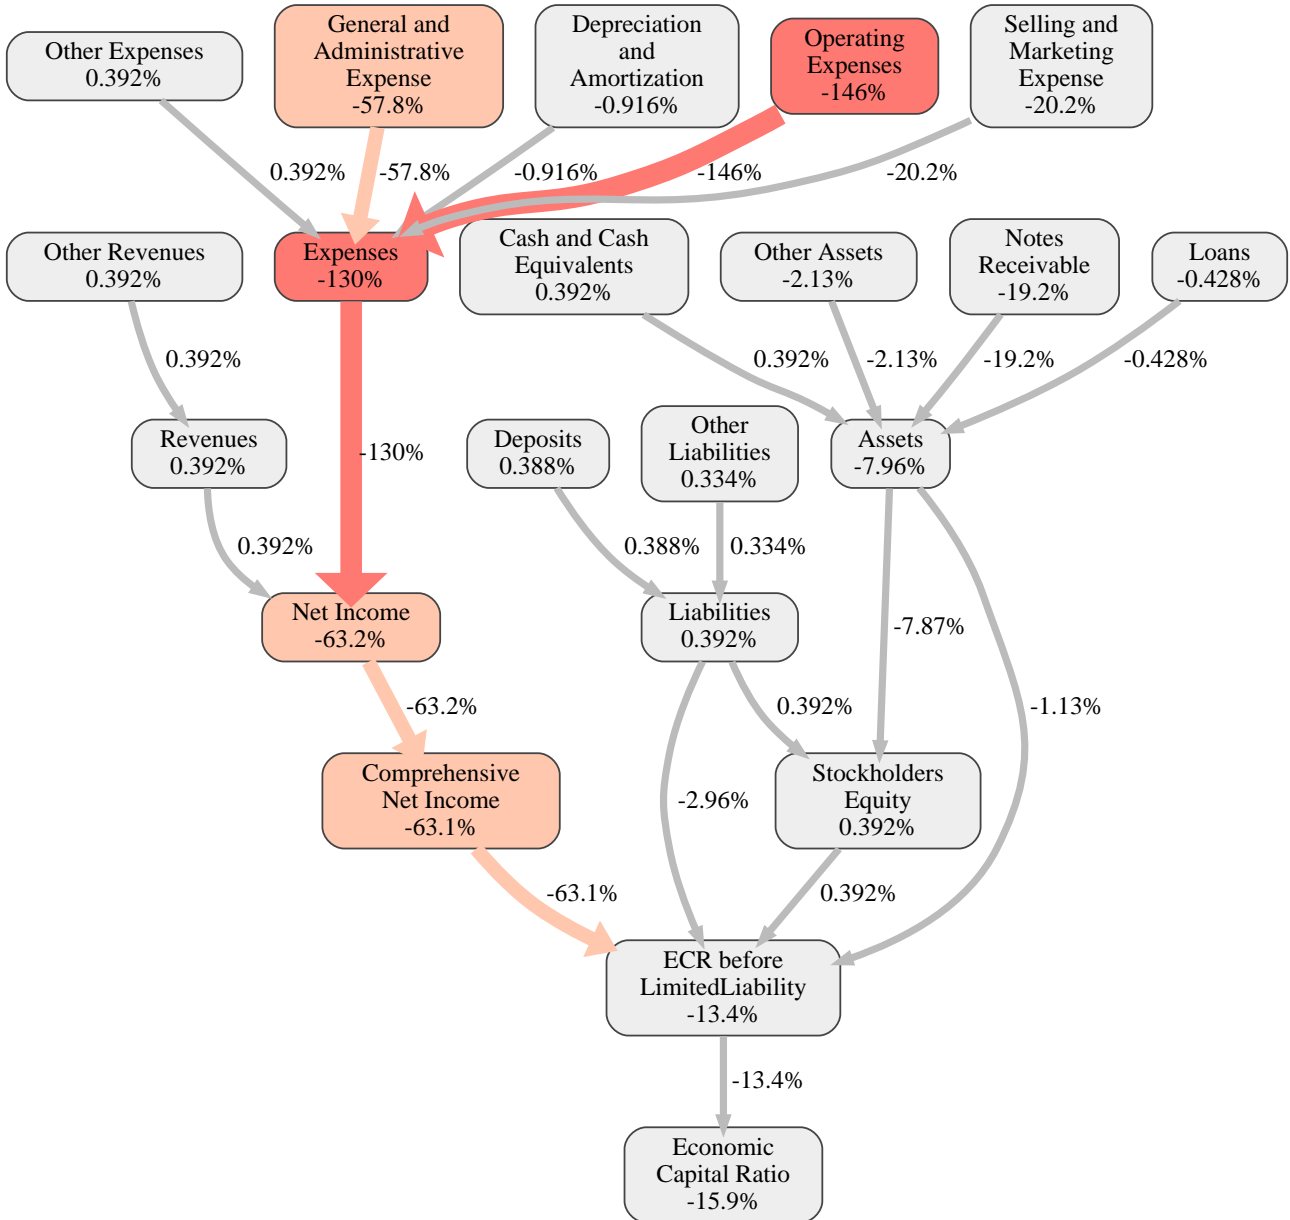 Other Expenses
0.392%
General and
Administrative
Expense
-57.8%
Depreciation
and
Amortization
-0.916%
Operating
Expenses
-146%
Selling and
Marketing
Expense
-20.2%
0.392%
-57.8%
-0.916%
-146%
-20.2%
Other Revenues
0.392%
Expenses
-130%
Cash and Cash
Equivalents
0.392%
Other Assets
-2.13%
Notes
Receivable
-19.2%
Loans
-0.428%
0.392%
-130%
0.392%
-2.13%
-19.2%
-0.428%
Revenues
0.392%
Deposits
0.388%
Other
Liabilities
0.334%
Assets
-7.96%
0.392%
0.388%
0.334%
Net Income
-63.2%
Liabilities
0.392%
-7.87%
-63.2%
0.392%
-1.13%
Comprehensive
Net Income
-63.1%
-2.96%
Stockholders
Equity
0.392%
-63.1%
0.392%
ECR before
LimitedLiability
-13.4%
-13.4%
Economic
Capital Ratio
-15.9%